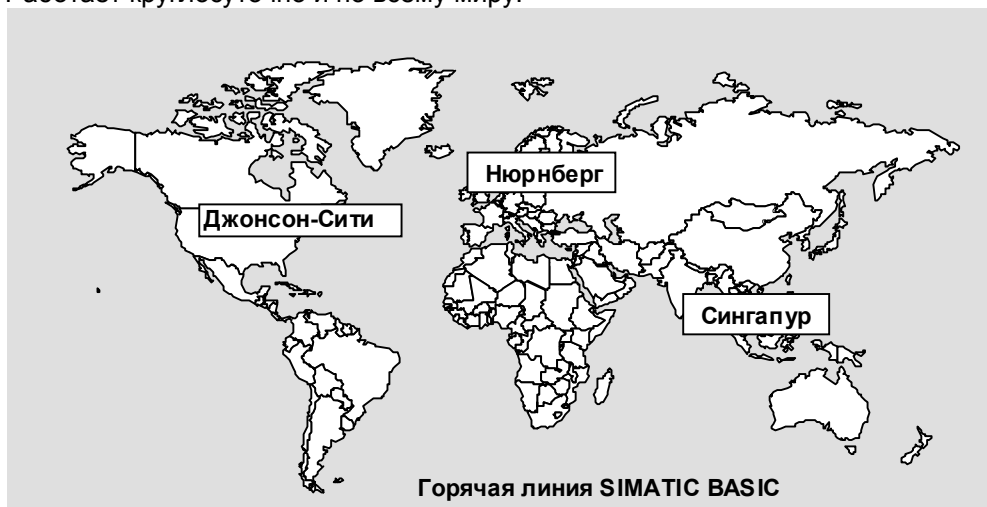 Работает круглосуточно и по всему миру:
Нюрнберг
Джонсон-Сити
Сингапур
Горячая линия SIMATIC BASIC